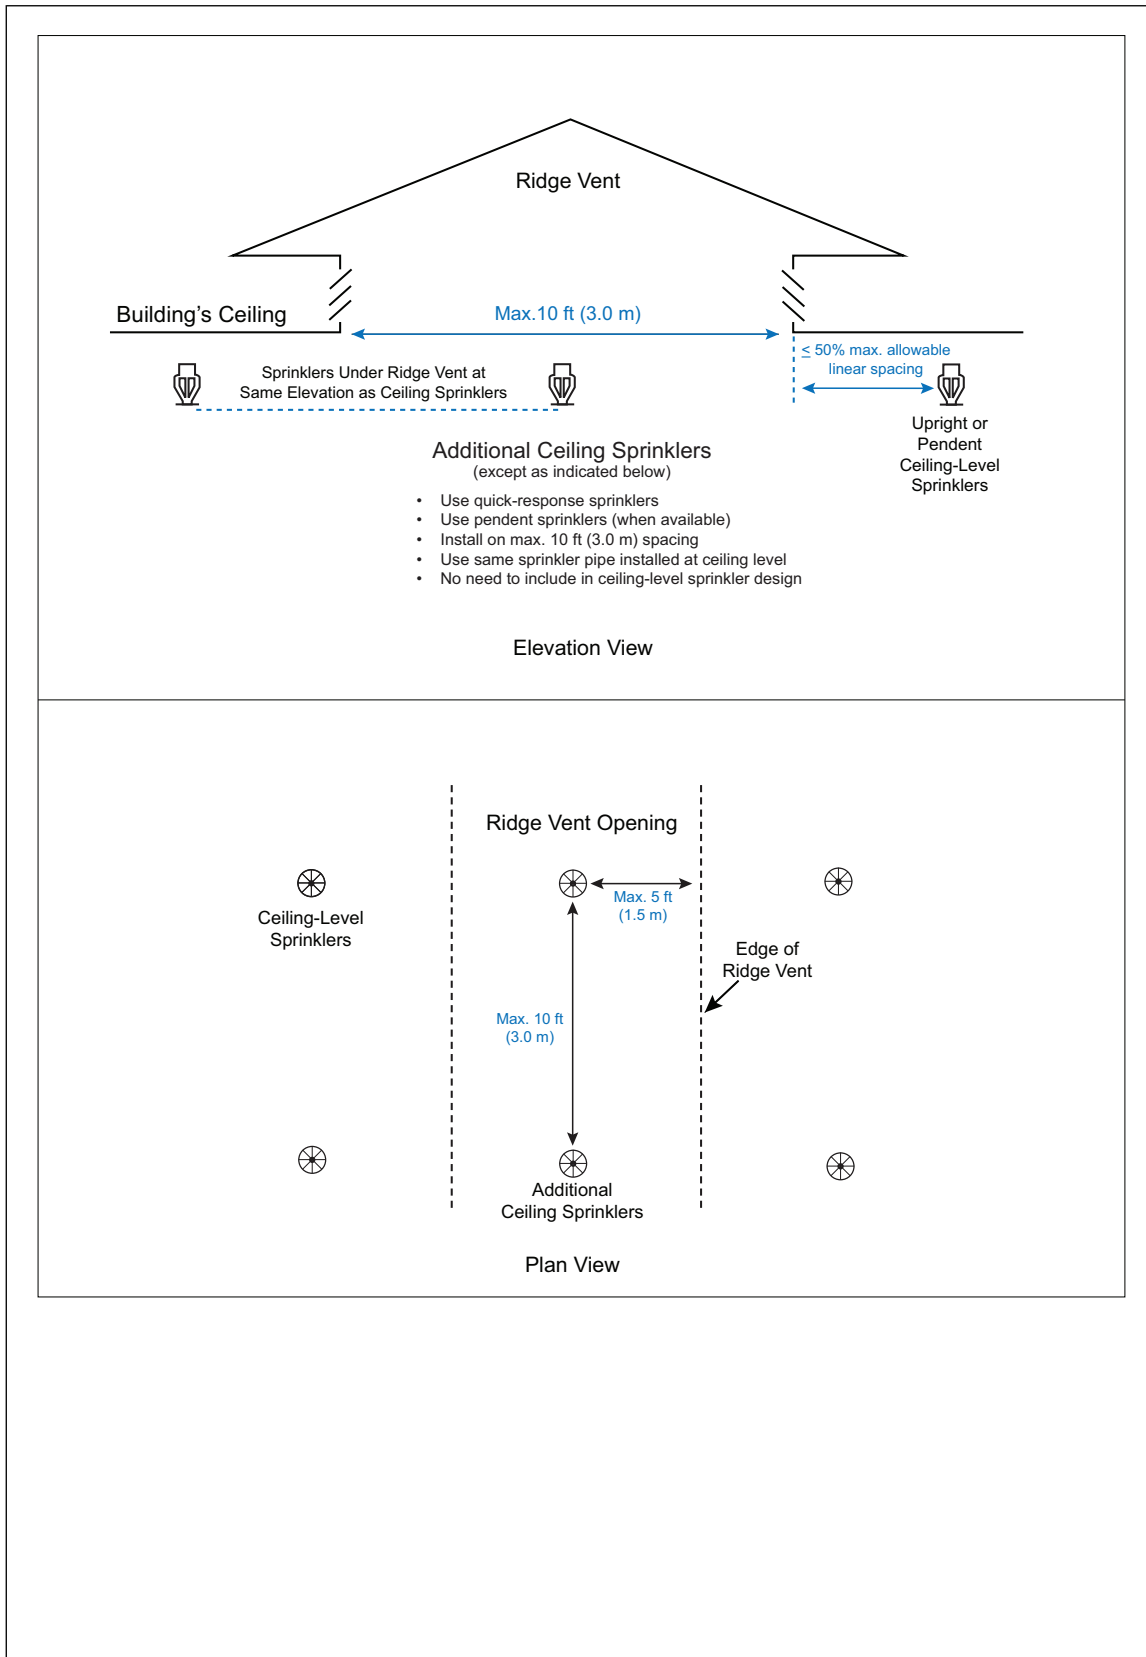 Ridge Vent
Building’s Ceiling
Max.10 ft (3.0 m)
≤ 50% max. allowable
linear spacing
Sprinklers Under Ridge Vent at
Same Elevation as Ceiling Sprinklers
Upright or
Pendent
Ceiling-Level
Sprinklers
Additional Ceiling Sprinklers
(except as indicated below)
• Use quick-response sprinklers
• Use pendent sprinklers (when available)
• Install on max. 10 ft (3.0 m) spacing
• Use same sprinkler pipe installed at ceiling level
• No need to include in ceiling-level sprinkler design
Elevation View
Ridge Vent Opening
Max. 5 ft
(1.5 m)
Ceiling-Level
Sprinklers
Edge of
Ridge Vent
Max. 10 ft
(3.0 m)
Additional
Ceiling Sprinklers
Plan View